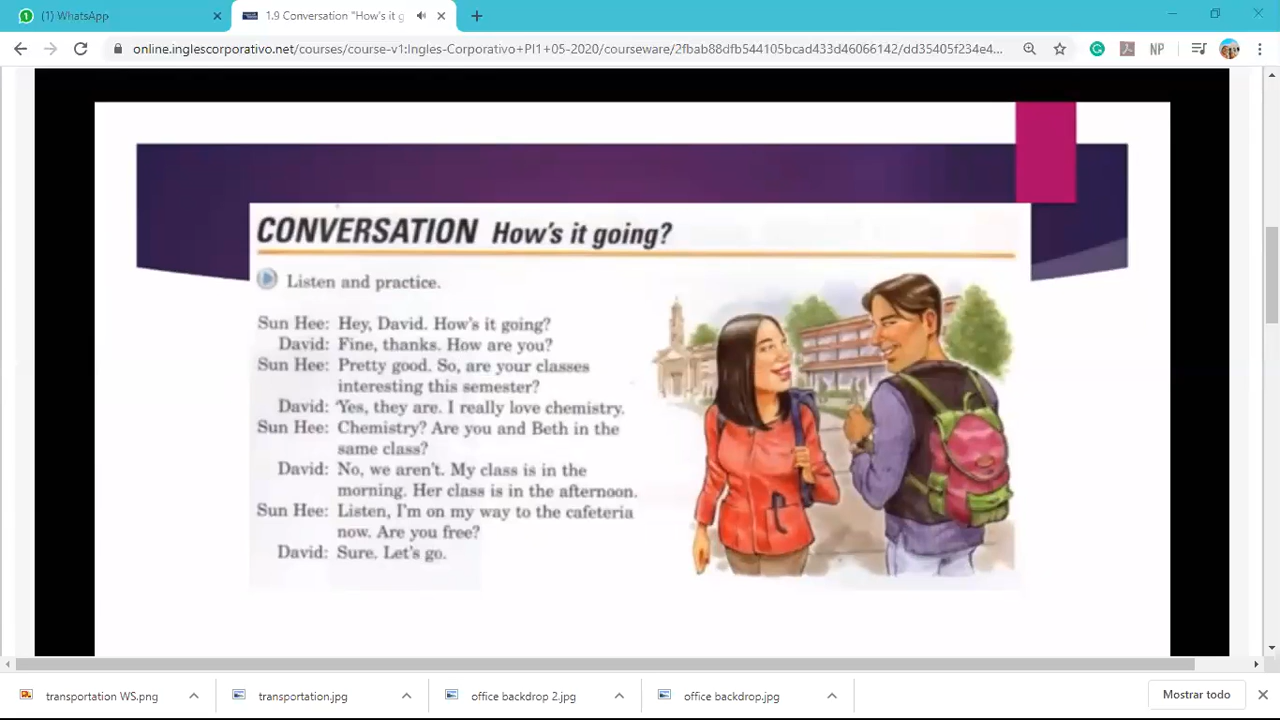 (1) WhatsApp
1.9 Conversation "How's it g
online.inglescorporativo.net/courses/course-v1:Ingles-Corporativo+PI1+05-2020/courseware/2fbab88dfb544105bcad433d46066142/dd35405f234e4...
NP
CONVERSATION How's it going?
Listen and practice.
Sun Hee: Hey, David. How's it going?
David: Fine, thanks. How are you?
Sun Hee: Pretty good. So, are your classes
interesting this semester?
David: Yes, they are. I really love chemistry.
Sun Hee: Chemistry? Are you and Beth in the
same class?
David: No, we aren't. My class is in the
morning. Her class is in the afternoon.
Sun Hee: Listen, I'm on my way to the cafeteria
now. Are you free?
David: Sure. Let's go.
transportation WS.png
transportation.jpg
office backdrop 2.jpg
office backdrop.jpg
Mostrar todo